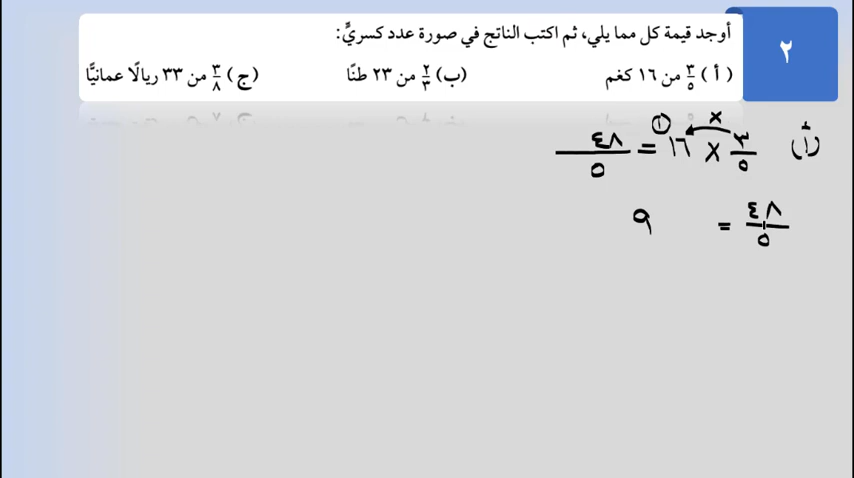 ٢
أوجد قيمة كل مما يلي، ثم اكتب الناتج في صورة عدد كسريٍّ:
( أ ) ٣/٥ من ١٦ كغم (ب) ٢/٣ من ٢٣ طنًا (ج) ٣/٨ من ٣٣ ريالًا عمانيًّا
(أ) ٣/٥ × ١٦ = ٤٨/٥
٤٨/٥ = ٩